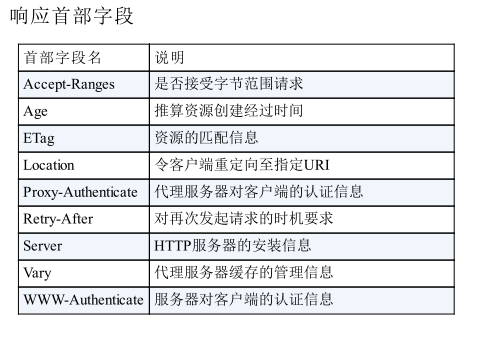 响应首部字段
首部字段名 说明
Accept-Ranges 是否接受字节范围请求
Age 推算资源创建经过时间
ETag 资源的匹配信息
Location 令客户端重定向至指定URI
Proxy-Authenticate 代理服务器对客户端的认证信息
Retry-After 对再次发起请求的时机要求
Server HTTP服务器的安装信息
Vary 代理服务器缓存的管理信息
WWW-Authenticate 服务器对客户端的认证信息